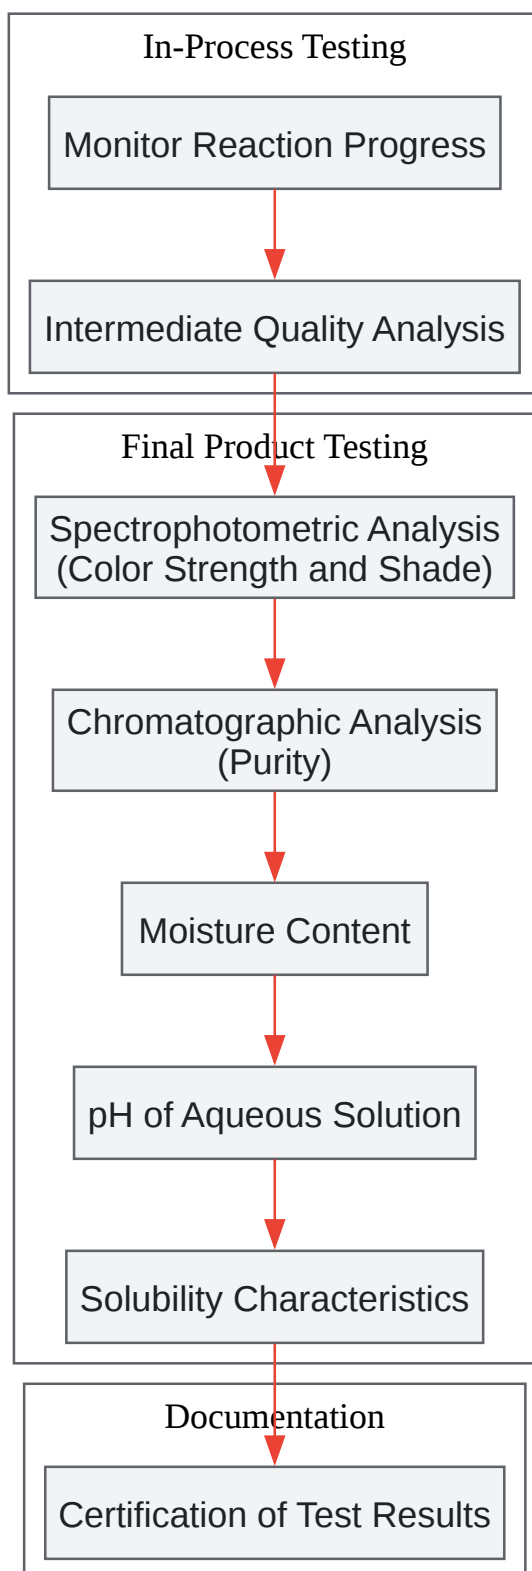 In-Process Testing
Monitor Reaction Progress
Intermediate Quality Analysis
Final Product Testing
Spectrophotometric Analysis
(Color Strength and Shade)
Chromatographic Analysis
(Purity)
Moisture Content
pH of Aqueous Solution
Solubility Characteristics
Documentation
Certification of Test Results